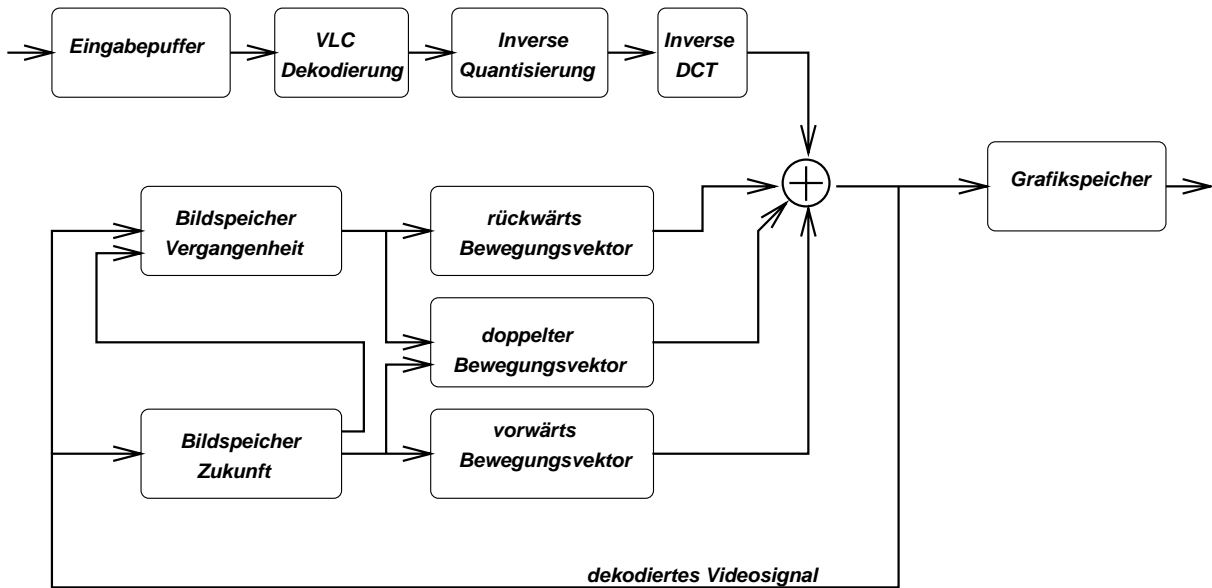 Eingabepuffer
VLC
Dekodierung
Inverse
Quantisierung
Inverse
DCT
Grafikspeicher
Bildspeicher
Vergangenheit
rückwärts
Bewegungsvektor
doppelter
Bewegungsvektor
Bildspeicher
Zukunft
vorwärts
Bewegungsvektor
dekodiertes Videosignal